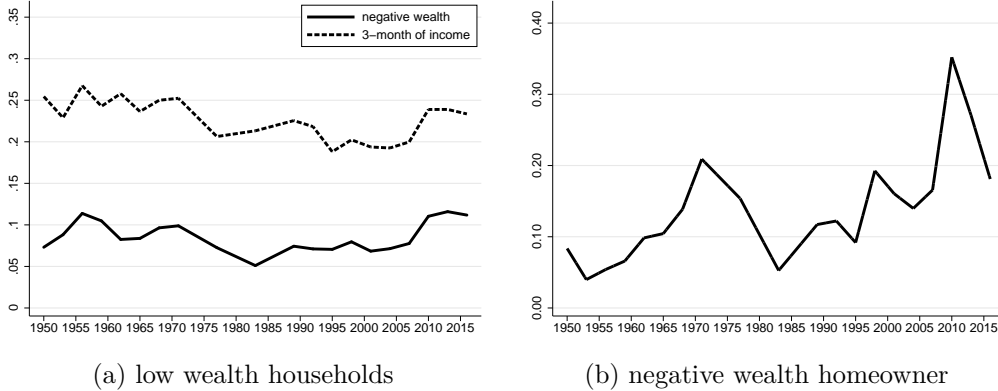 .35
.3
.25
.2
.15
.1
.05
0
negative wealth
3−month of income
1950 1955 1960 1965 1970 1975 1980 1985 1990 1995 2000 2005 2010 2015
(a) low wealth households
0.40
0.30
0.20
0.10
0.00
1950 1955 1960 1965 1970 1975 1980 1985 1990 1995 2000 2005 2010 2015
(b) negative wealth homeowner